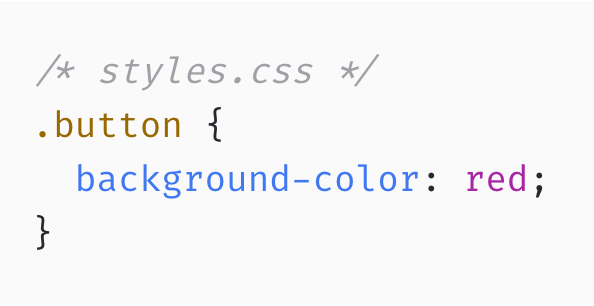 /* styles.css */
.button {
  background-color: red;
}